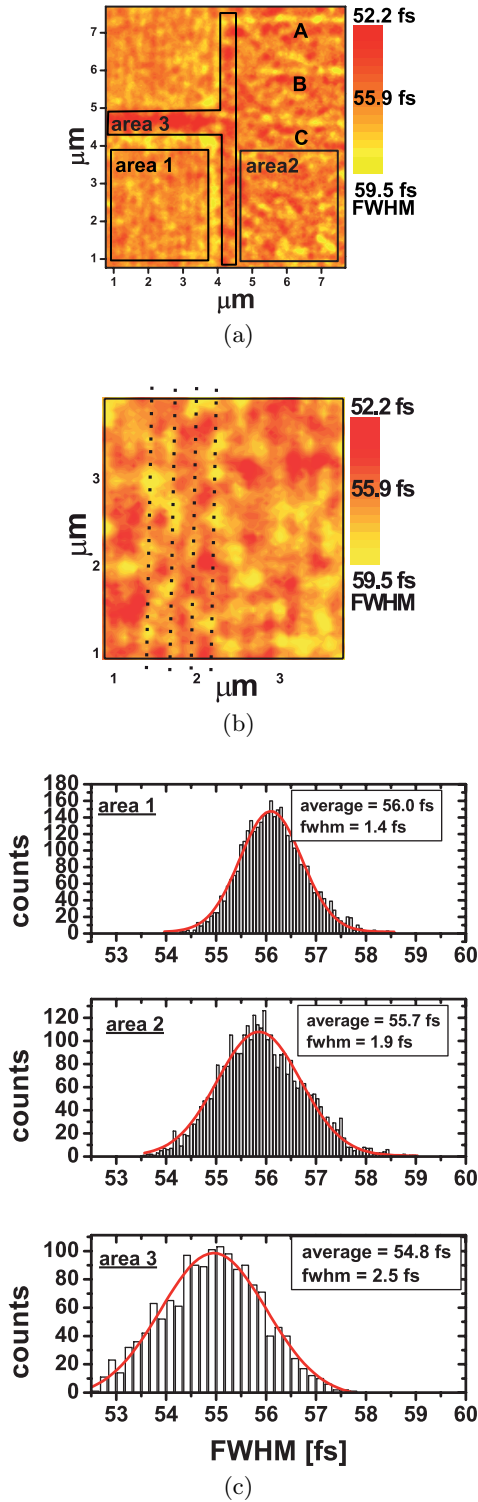 52.2 fs
55.9 fs
59.5 fs
FWHM
7
6
5
4
3
2
1
μm
A
B
C
area 3
area 1
area2
1 2 3 4 5 6 7
μm
(a)
52.2 fs
55.9 fs
59.5 fs
FWHM
3
2
1
μm
1 2 3
μm
(b)
180
160
140
120
100
80
60
40
20
0
counts
area 1
average = 56.0 fs
fwhm = 1.4 fs
53 54 55 56 57 58 59 60
120
100
80
60
40
20
0
counts
area 2
average = 55.7 fs
fwhm = 1.9 fs
53 54 55 56 57 58 59 60
100
80
60
40
20
0
counts
area 3
average = 54.8 fs
fwhm = 2.5 fs
53 54 55 56 57 58 59 60
FWHM [fs]
(c)